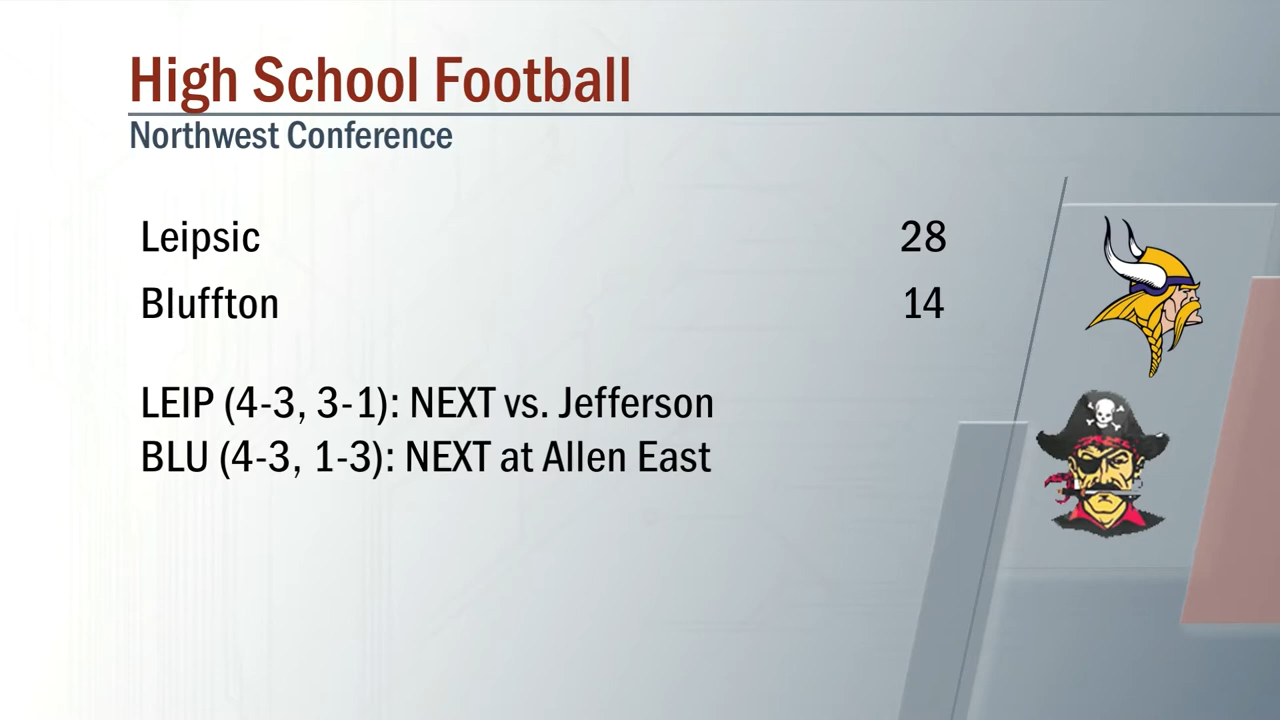 High School Football
Northwest Conference
Leipsic 28
Bluffton 14
LEIP (4-3, 3-1): NEXT vs. Jefferson
BLU (4-3, 1-3): NEXT at Allen East